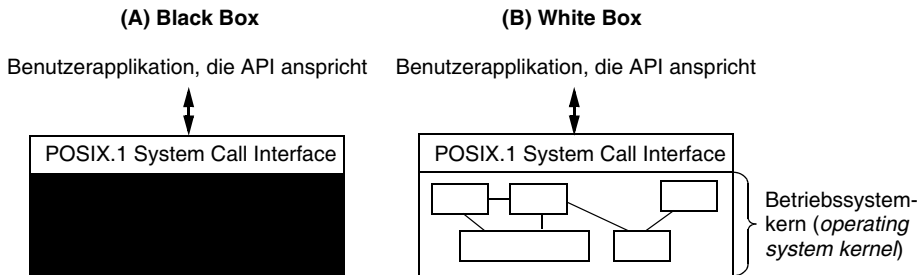 (A) Black Box
(B) White Box
Benutzerapplikation, die API anspricht
Benutzerapplikation, die API anspricht
POSIX.1 System Call Interface
POSIX.1 System Call Interface
Betriebssystem-
kern (operating
system kernel)